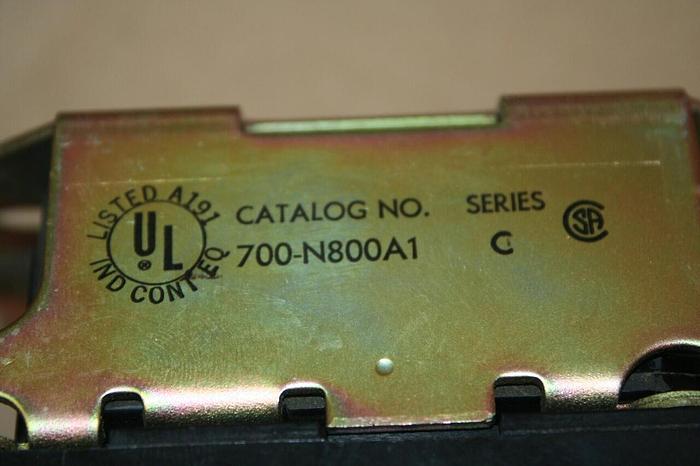 LISTED A191
UL®
IND CONT EQ
CATALOG NO.
700-N800A1
SERIES
C
SA